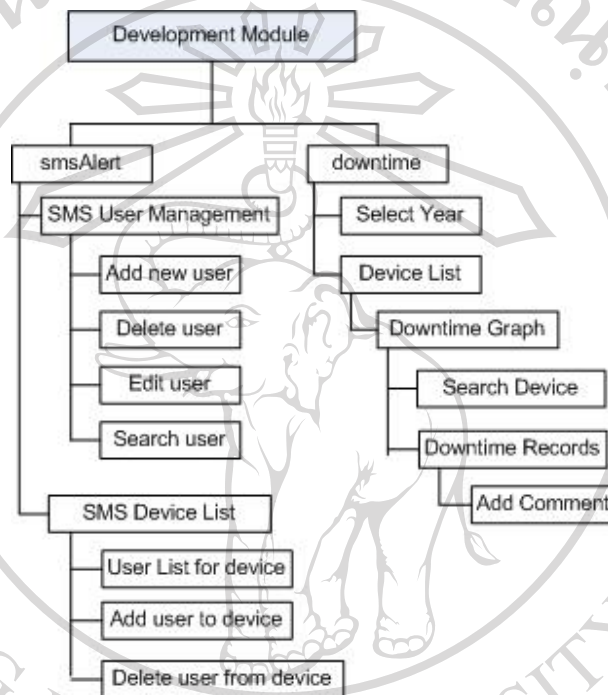 Development Module
smsAlert
SMS User Management
Add new user
Delete user
Edit user
Search user
SMS Device List
User List for device
Add user to device
Delete user from device
downtime
Select Year
Device List
Downtime Graph
Search Device
Downtime Records
Add Comment